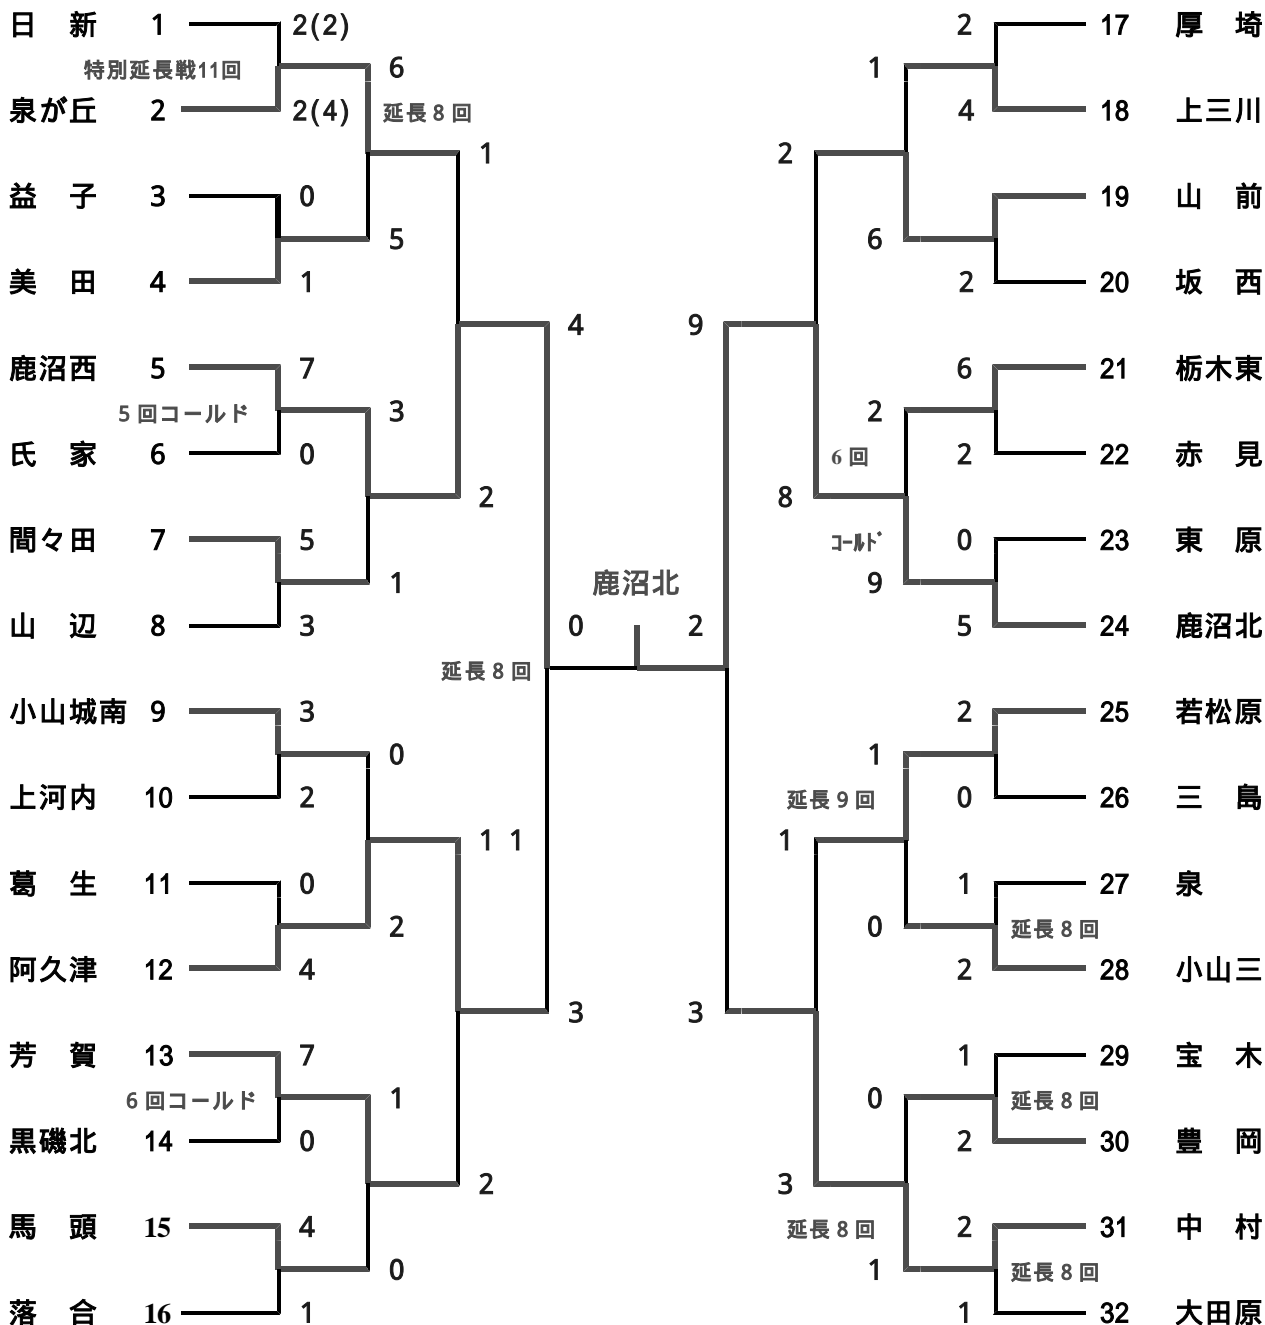 日 新 1 2(2)
特別延長戦11回
6
泉が丘 2 2(4)
延長8回
1
益 子 3 0
5
美 田 4 1
4
鹿沼西 5 7
5回コールド
3
氏 家 6 0
2
間々田 7 5
1
山 辺 8 3
0
延長8回
小山城南 9 3
0
上河内 10 2
1 1
葛 生 11 0
2
阿久津 12 4
3
芳 賀 13 7
6回コールド
1
黒磯北 14 0
2
馬 頭 15 4
0
落 合 16 1
鹿沼北
2 17 厚 埼
1
4 18 上三川
2
19 山 前
6
2 20 坂 西
9
6 21 栃木東
2
2 22 赤 見
6回
8
コールド
0 23 東 原
9
5 24 鹿沼北
2
2 25 若松原
1
延長9回
0 26 三 島
1
1 27 泉
0
延長8回
2 28 小山三
3
1 29 宝 木
0
延長8回
2 30 豊 岡
3
延長8回
2 31 中 村
1
延長8回
1 32 大田原